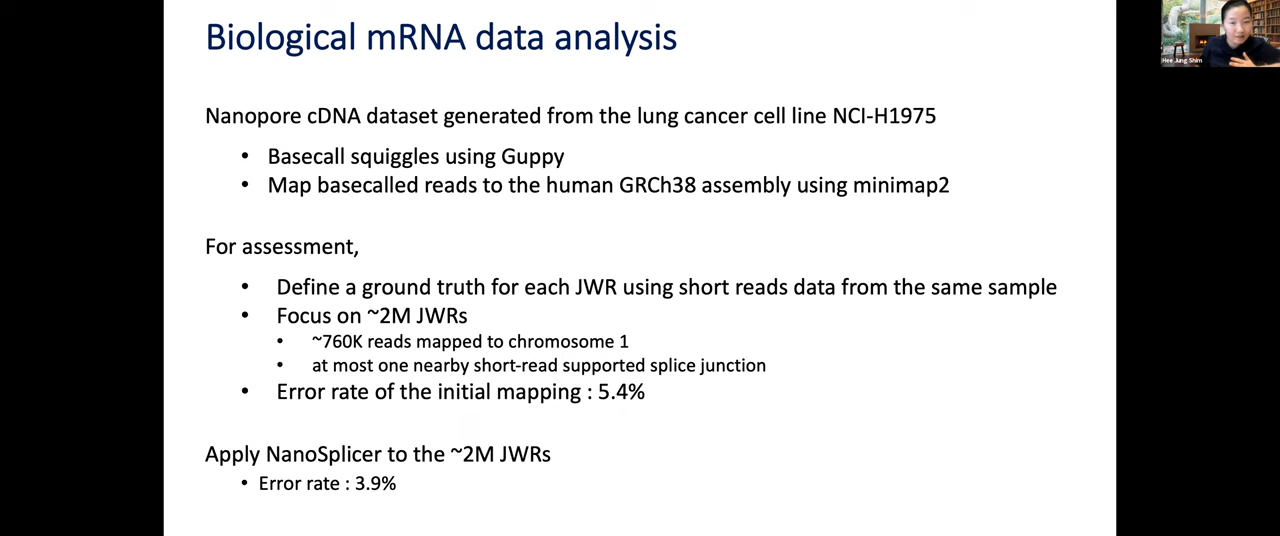 Biological mRNA data analysis
Hee Jung Shim
Nanopore cDNA dataset generated from the lung cancer cell line NCI-H1975
• Basecall squiggles using Guppy
• Map basecalled reads to the human GRCh38 assembly using minimap2
For assessment,
• Define a ground truth for each JWR using short reads data from the same sample
• Focus on ~2M JWRs
• ~760K reads mapped to chromosome 1
• at most one nearby short-read supported splice junction
• Error rate of the initial mapping : 5.4%
Apply NanoSplicer to the ~2M JWRs
• Error rate : 3.9%